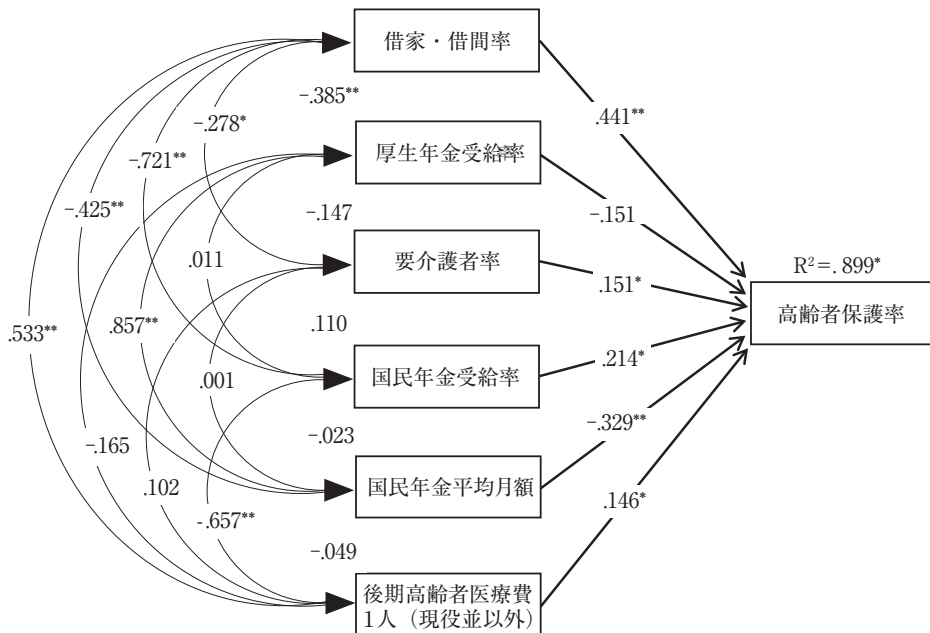 借家・借間率
-.385**
-.278*
.441**
-.721**
厚生年金受給率
-.425**
-.147
-.151
.011
要介護者率
R²=.899*
.151*
高齢者保護率
.533**
.857**
.110
.214*
.001
国民年金受給率
-.329**
-.023
-.165
.102
国民年金平均月額
.146*
-.657**
-.049
後期高齢者医療費
1人（現役並以外）